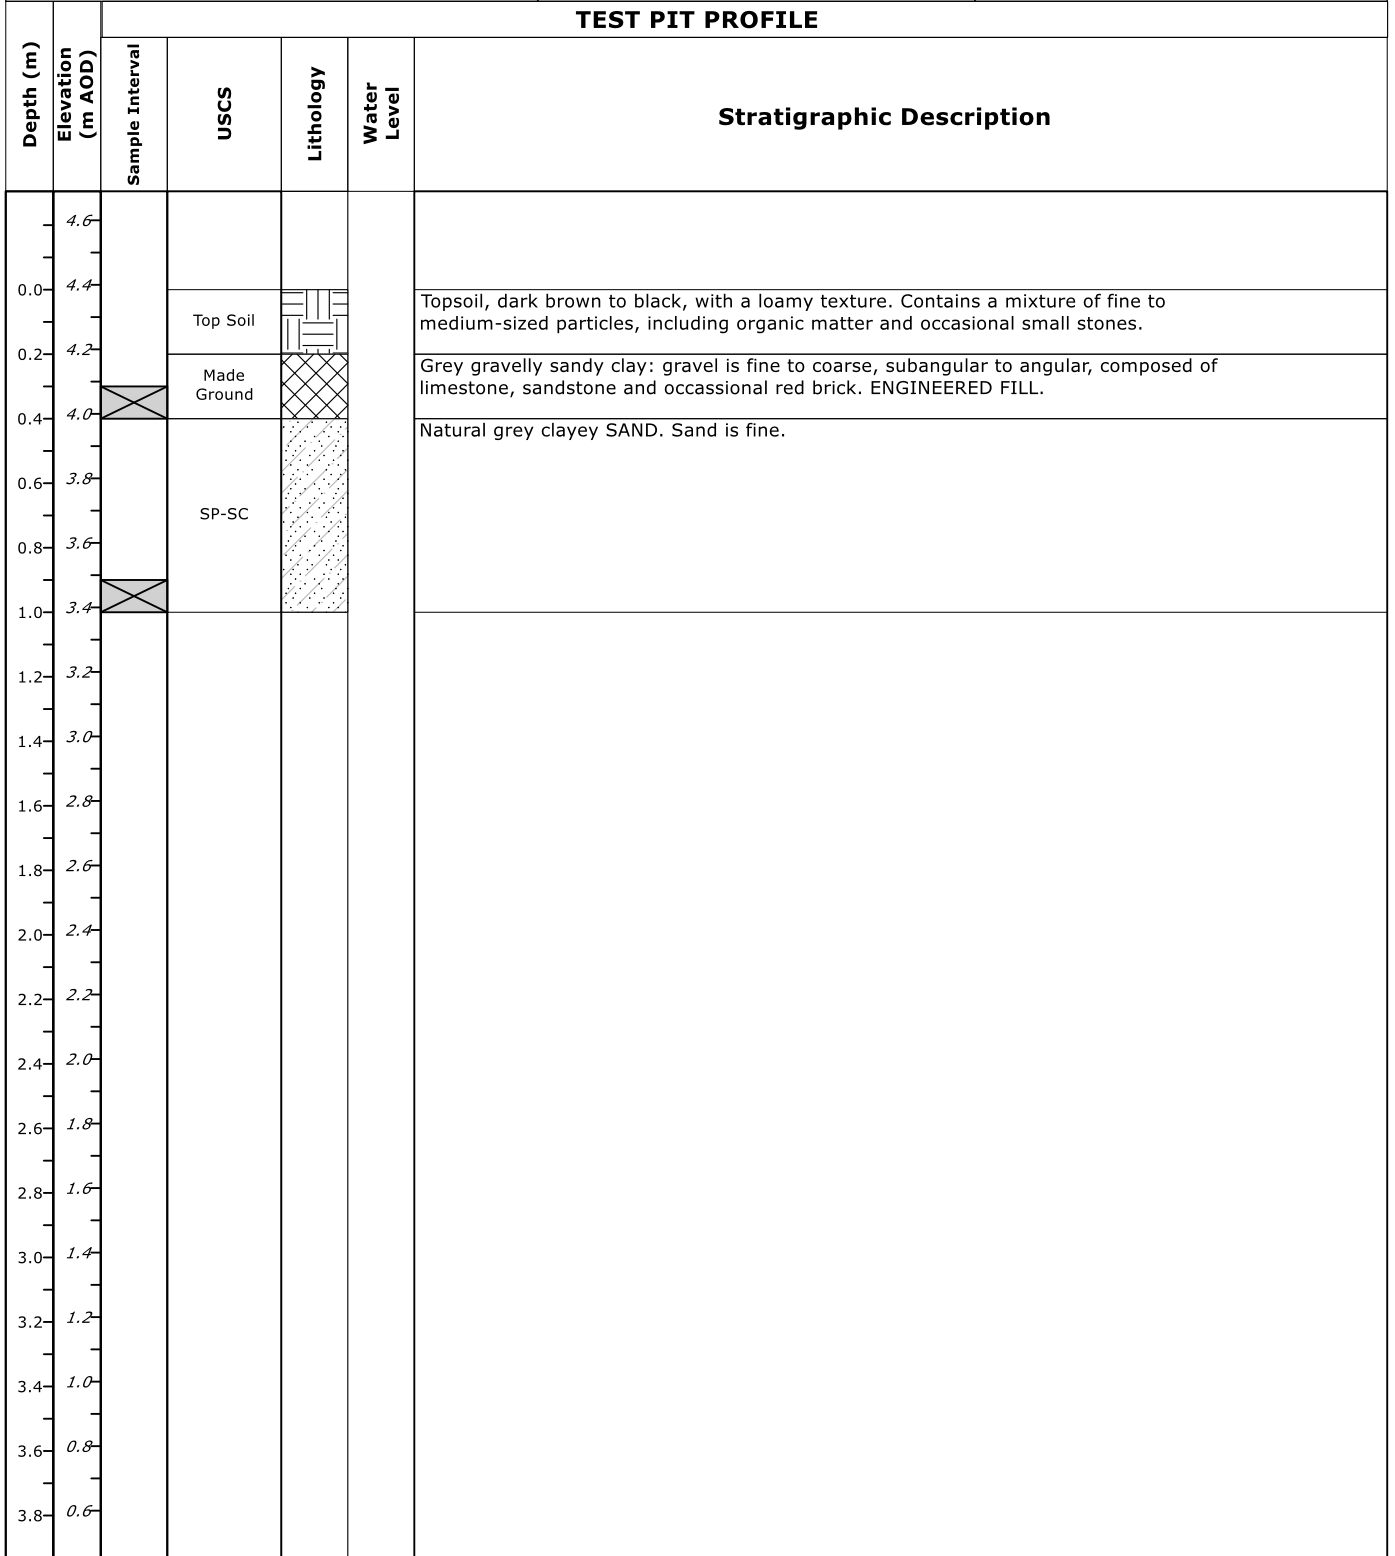 TEST PIT PROFILE
Depth (m)
Elevation
(m AOD)
Sample Interval
USCS
Lithology
Water
Level
Stratigraphic Description
4.6
4.4
0.0
Topsoil, dark brown to black, with a loamy texture. Contains a mixture of fine to
Top Soil
medium-sized particles, including organic matter and occasional small stones.
4.2
0.2
Grey gravelly sandy clay: gravel is fine to coarse, subangular to angular, composed of
Made
Ground
limestone, sandstone and occassional red brick. ENGINEERED FILL.
4.0
0.4
Natural grey clayey SAND. Sand is fine.
3.8
0.6
SP-SC
3.6
0.8
3.4
1.0
3.2
1.2
3.0
1.4
2.8
1.6
2.6
1.8
2.4
2.0
2.2
2.2
2.0
2.4
1.8
2.6
1.6
2.8
1.4
3.0
1.2
3.2
1.0
3.4
0.8
3.6
0.6
3.8